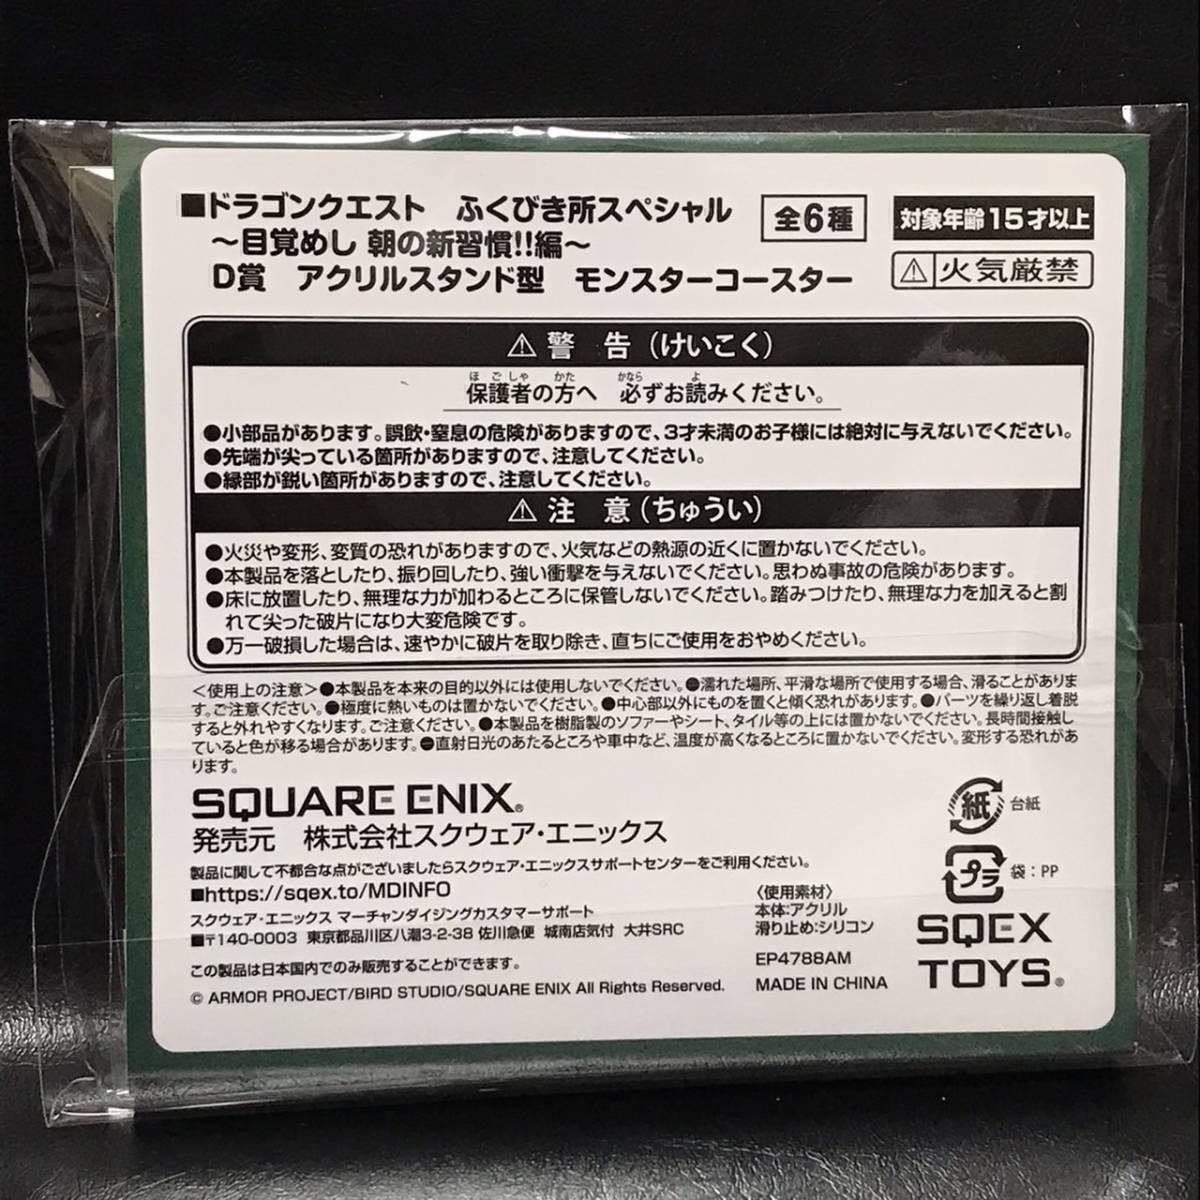 ■ドラゴンクエスト ふくびき所スペシャル
～目覚めし 朝の新習慣!!編～
D賞 アクリルスタンド型 モンスターコースター
全6種
対象年齢15才以上
⚠火気厳禁
⚠ 警 告 (けいこく)
ほごしゃ かた かなら よ
保護者の方へ 必ずお読みください。
●小部品があります。誤飲・窒息の危険がありますので、3才未満のお子様には絶対に与えないでください。
●先端が尖っている箇所がありますので、注意してください。
●縁部が鋭い箇所がありますので、注意してください。
⚠ 注 意 (ちゅうい)
●火災や変形、変質の恐れがありますので、火気などの熱源の近くに置かないでください。
●本製品を落としたり、振り回したり、強い衝撃を与えないでください。思わぬ事故の危険があります。
●床に放置したり、無理な力が加わるところに保管しないでください。踏みつけたり、無理な力を加えると割
れて尖った破片になり大変危険です。
●万一破損した場合は、速やかに破片を取り除き、直ちにご使用をおやめください。
＜使用上の注意＞●本製品を本来の目的以外には使用しないでください。●濡れた場所、平滑な場所で使用する場合、滑ることがありま
す。ご注意ください。●極度に熱いものは置かないでください。●中心部以外にものを置くと傾く恐れがあります。●パーツを繰り返し着脱
すると外れやすくなります。ご注意ください。●本製品を樹脂製のソファーやシート、タイル等の上には置かないでください。長時間接触し
ていると色が移る場合があります。●直射日光のあたるところや車中など、温度が高くなるところに置かないでください。変形する恐れがあ
ります。
SQUARE ENIX®
発売元 株式会社スクウェア・エニックス
製品に関して不都合な点がございましたらスクウェア・エニックスサポートセンターをご利用ください。
■https://sqex.to/MDINFO
スクウェア・エニックス マーチャンダイジングカスタマーサポート
■〒140-0003 東京都品川区八潮3-2-38 佐川急便 城南店気付 大井SRC
この製品は日本国内でのみ販売することができます。
© ARMOR PROJECT/BIRD STUDIO/SQUARE ENIX All Rights Reserved.
〈使用素材〉
本体:アクリル
滑り止め:シリコン
EP4788AM
MADE IN CHINA
紙 台紙
プラ 袋:PP
SQEX
TOYS®